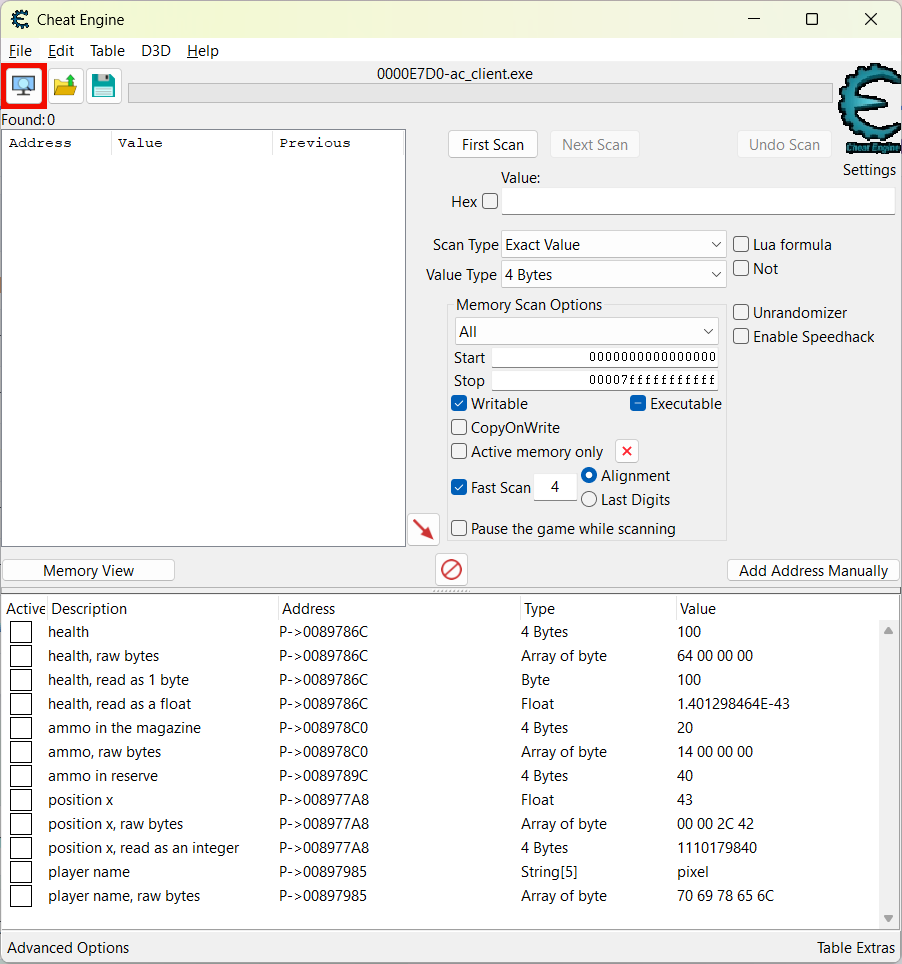 Cheat Engine
File Edit Table D3D Help
0000E7D0-ac_client.exe
Found:0
Address Value Previous
First Scan Next Scan Undo Scan
Cheat Engine
Settings
Value:
Hex
Scan Type Exact Value Lua formula
Value Type 4 Bytes Not
Memory Scan Options
All
Unrandomizer
Enable Speedhack
Start 0000000000000000
Stop 00007fffffffffff
Writable Executable
CopyOnWrite
Active memory only
Fast Scan 4 Alignment
Last Digits
Pause the game while scanning
Memory View Add Address Manually
Active Description Address Type Value
health P->0089786C 4 Bytes 100
health, raw bytes P->0089786C Array of byte 64 00 00 00
health, read as 1 byte P->0089786C Byte 100
health, read as a float P->0089786C Float 1.401298464E-43
ammo in the magazine P->008978C0 4 Bytes 20
ammo, raw bytes P->008978C0 Array of byte 14 00 00 00
ammo in reserve P->0089789C 4 Bytes 40
position x P->008977A8 Float 43
position x, raw bytes P->008977A8 Array of byte 00 00 2C 42
position x, read as an integer P->008977A8 4 Bytes 1110179840
player name P->00897985 String[5] pixel
player name, raw bytes P->00897985 Array of byte 70 69 78 65 6C
Advanced Options Table Extras